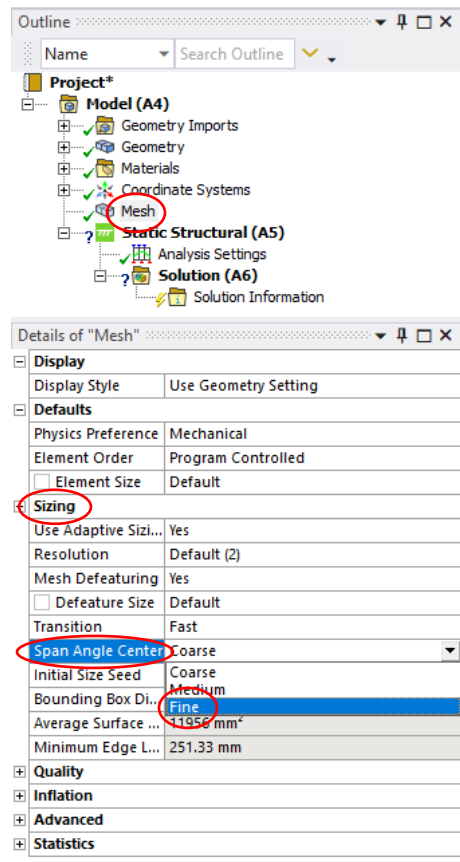 Outline
Name Search Outline
Project*
Model (A4)
Geometry Imports
Geometry
Materials
Coordinate Systems
Mesh
Static Structural (A5)
Analysis Settings
Solution (A6)
Solution Information
Details of "Mesh"
Display
Display Style Use Geometry Setting
Defaults
Physics Preference Mechanical
Element Order Program Controlled
Element Size Default
Sizing
Use Adaptive Sizi... Yes
Resolution Default (2)
Mesh Defeaturing Yes
Defeature Size Default
Transition Fast
Span Angle Center Coarse
Initial Size Seed Coarse
Medium
Bounding Box Di... Fine
Average Surface ... 11956 mm²
Minimum Edge L... 251.33 mm
Quality
Inflation
Advanced
Statistics